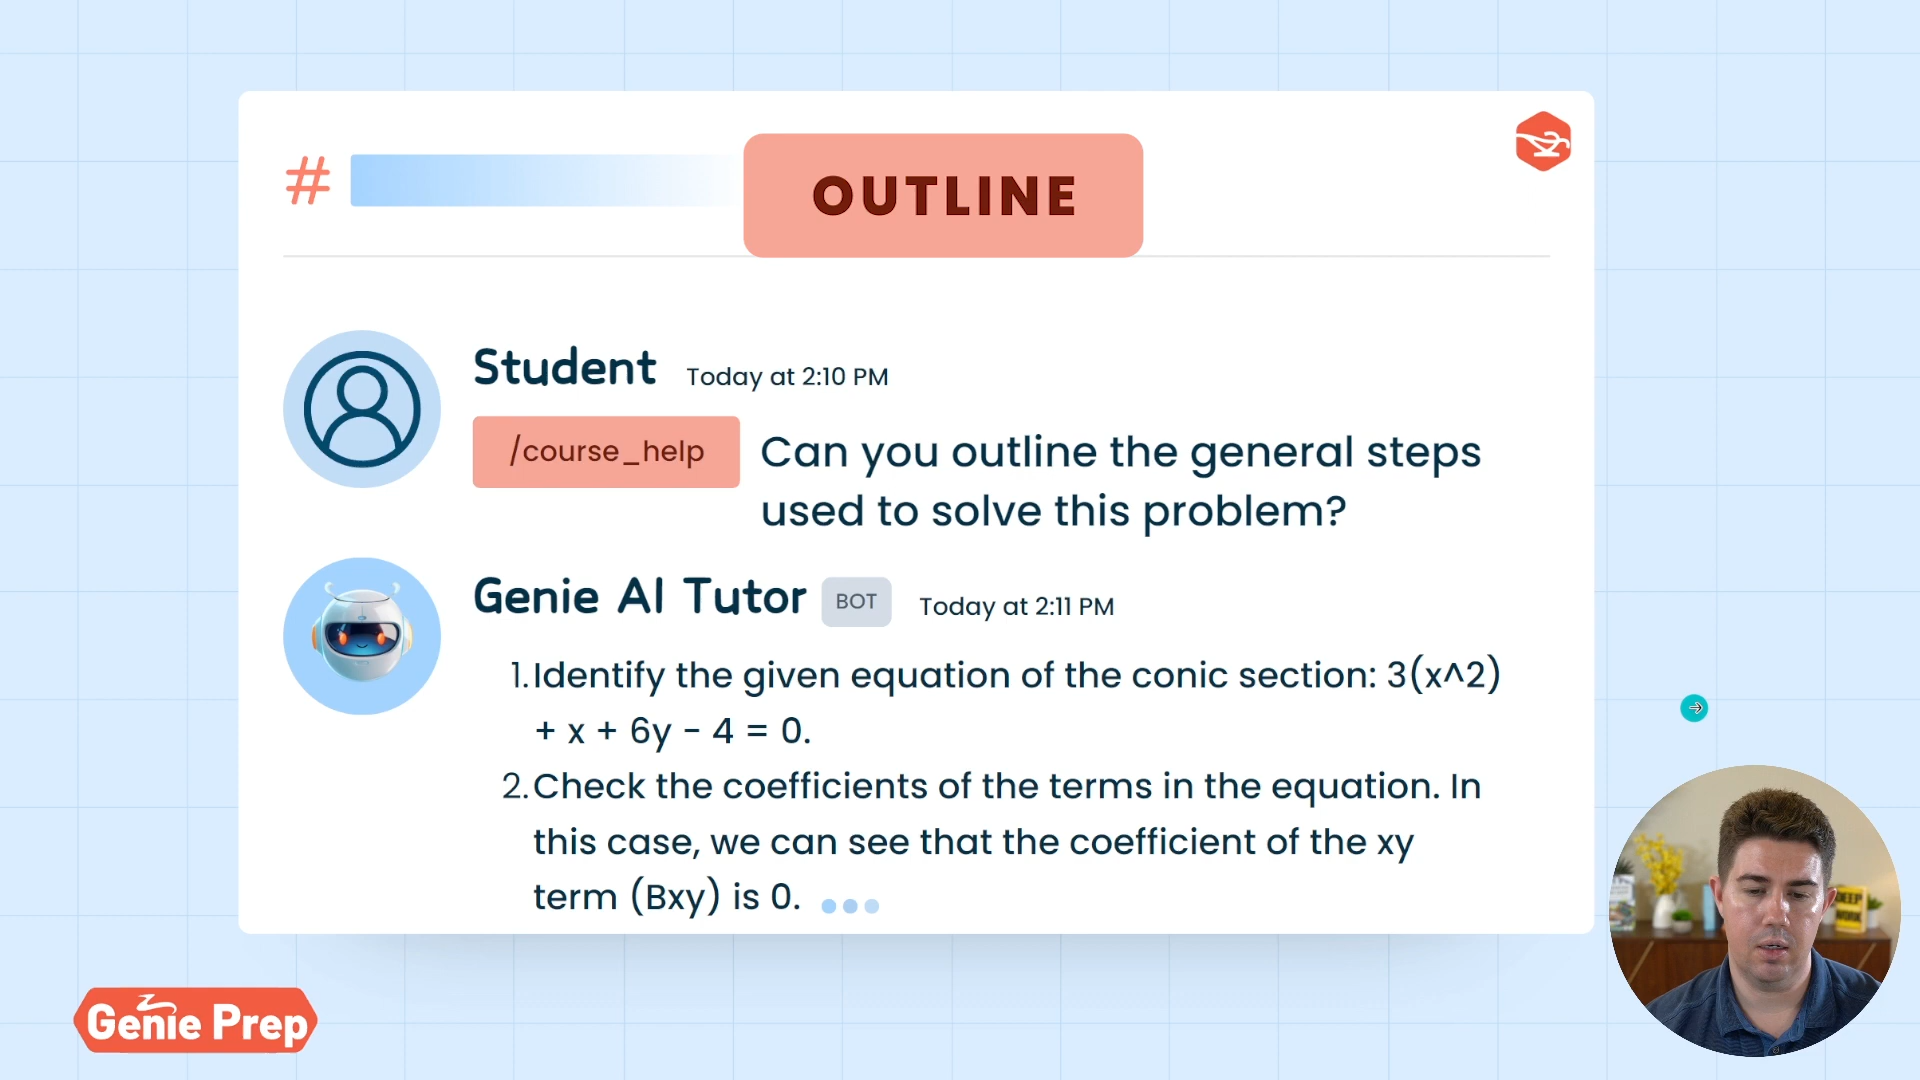 #
OUTLINE
Student Today at 2:10 PM
/course_help Can you outline the general steps
used to solve this problem?
Genie AI Tutor BOT Today at 2:11 PM
1. Identify the given equation of the conic section: 3(x^2)
+ x + 6y - 4 = 0.
2. Check the coefficients of the terms in the equation. In
this case, we can see that the coefficient of the xy
term (Bxy) is 0.
DEEP
WORK
Genie Prep